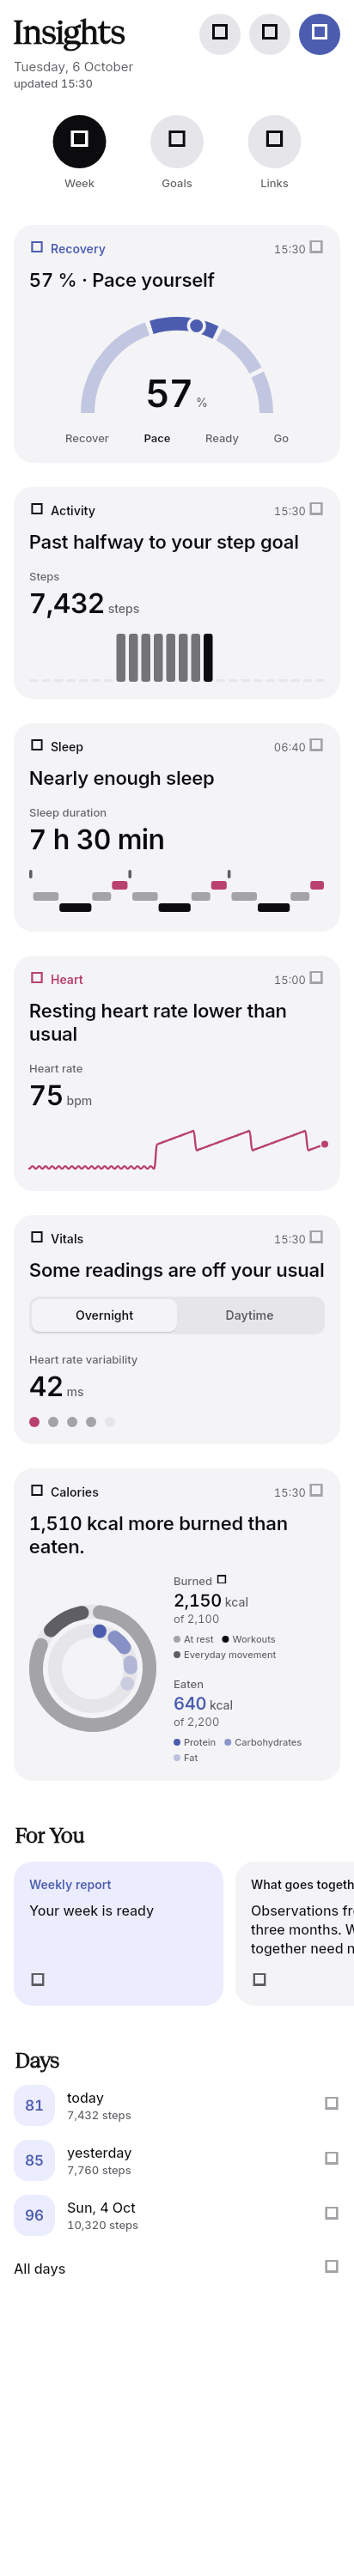 Insights
Tuesday, 6 October
updated 15:30
Week
Goals
Links
Recovery 15:30
57 % · Pace yourself
57 %
Recover Pace Ready Go
Activity 15:30
Past halfway to your step goal
Steps
7,432 steps
Sleep 06:40
Nearly enough sleep
Sleep duration
7 h 30 min
Heart 15:00
Resting heart rate lower than
usual
Heart rate
75 bpm
Vitals 15:30
Some readings are off your usual
Overnight Daytime
Heart rate variability
42 ms
Calories 15:30
1,510 kcal more burned than
eaten.
Burned
2,150 kcal
of 2,100
At rest Workouts
Everyday movement
Eaten
640 kcal
of 2,200
Protein Carbohydrates
Fat
For You
Weekly report
Your week is ready
What goes togeth
Observations fr
three months. W
together need n
Days
81 today
7,432 steps
85 yesterday
7,760 steps
96 Sun, 4 Oct
10,320 steps
All days